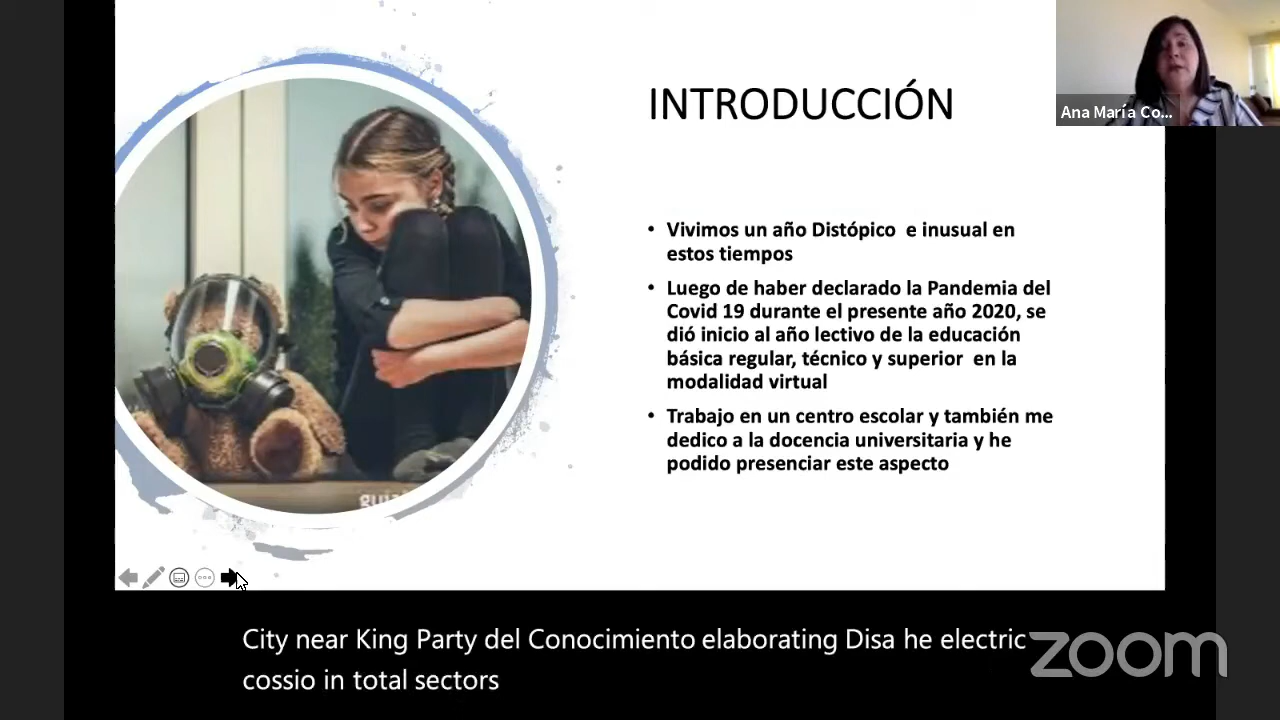 INTRODUCCIÓN
Ana María Co...
• Vivimos un año Distópico e inusual en
estos tiempos
• Luego de haber declarado la Pandemia del
Covid 19 durante el presente año 2020, se
dió inicio al año lectivo de la educación
básica regular, técnico y superior en la
modalidad virtual
• Trabajo en un centro escolar y también me
dedico a la docencia universitaria y he
podido presenciar este aspecto
City near King Party del Conocimiento elaborating Disa he electric
cossio in total sectors
zoom